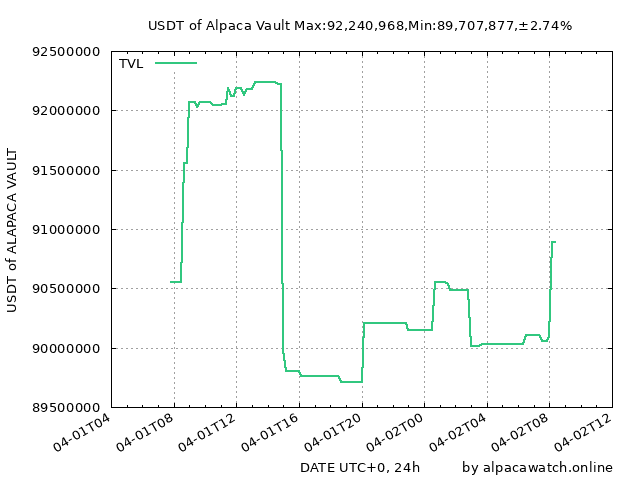 USDT of Alpaca Vault Max:92,240,968,Min:89,707,877,±2.74%
TVL
92500000
92000000
91500000
91000000
90500000
90000000
89500000
USDT of ALAPACA VAULT
04-01T04
04-01T08
04-01T12
04-01T16
04-01T20
04-02T00
04-02T04
04-02T08
04-02T12
DATE UTC+0, 24h
by alpacawatch.online